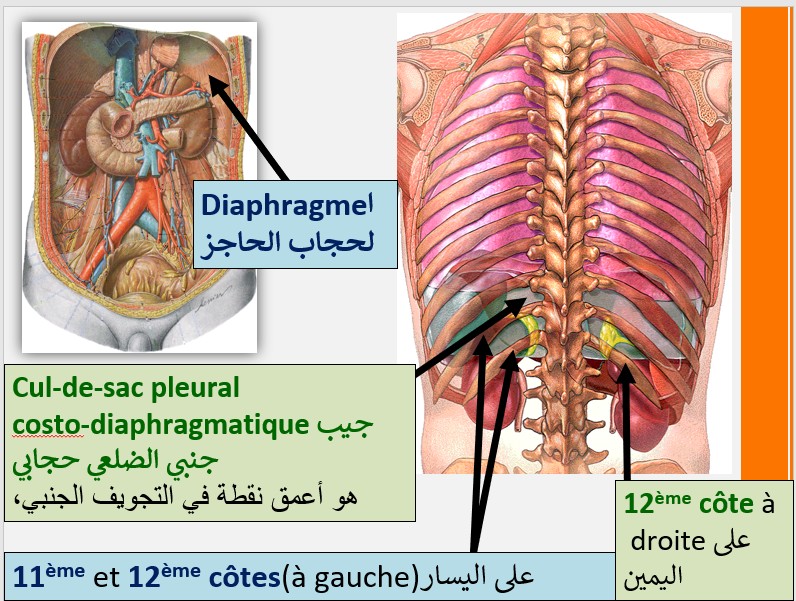 Diaphragmeا
لحجاب الحاجز
Cul-de-sac pleural
costo-diaphragmatique جيب
جنبي الضلعي حجابي
هو أعمق نقطة في التجويف الجنبي،
12ème côte à
droite على
اليمين
11ème et 12ème côtes(à gauche)على اليسار